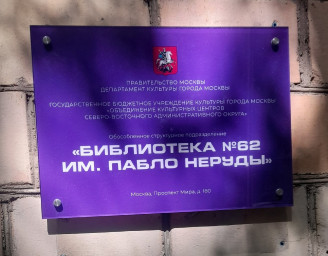 ПРАВИТЕЛЬСТВО МОСКВЫ
ДЕПАРТАМЕНТ КУЛЬТУРЫ ГОРОДА МОСКВЫ
ГОСУДАРСТВЕННОЕ БЮДЖЕТНОЕ УЧРЕЖДЕНИЕ КУЛЬТУРЫ ГОРОДА МОСКВЫ
«ОБЪЕДИНЕНИЕ КУЛЬТУРНЫХ ЦЕНТРОВ
СЕВЕРО-ВОСТОЧНОГО АДМИНИСТРАТИВНОГО ОКРУГА»
Обособленное структурное подразделение
«БИБЛИОТЕКА №62
ИМ. ПАБЛО НЕРУДЫ»
Москва, Проспект Мира, д. 180